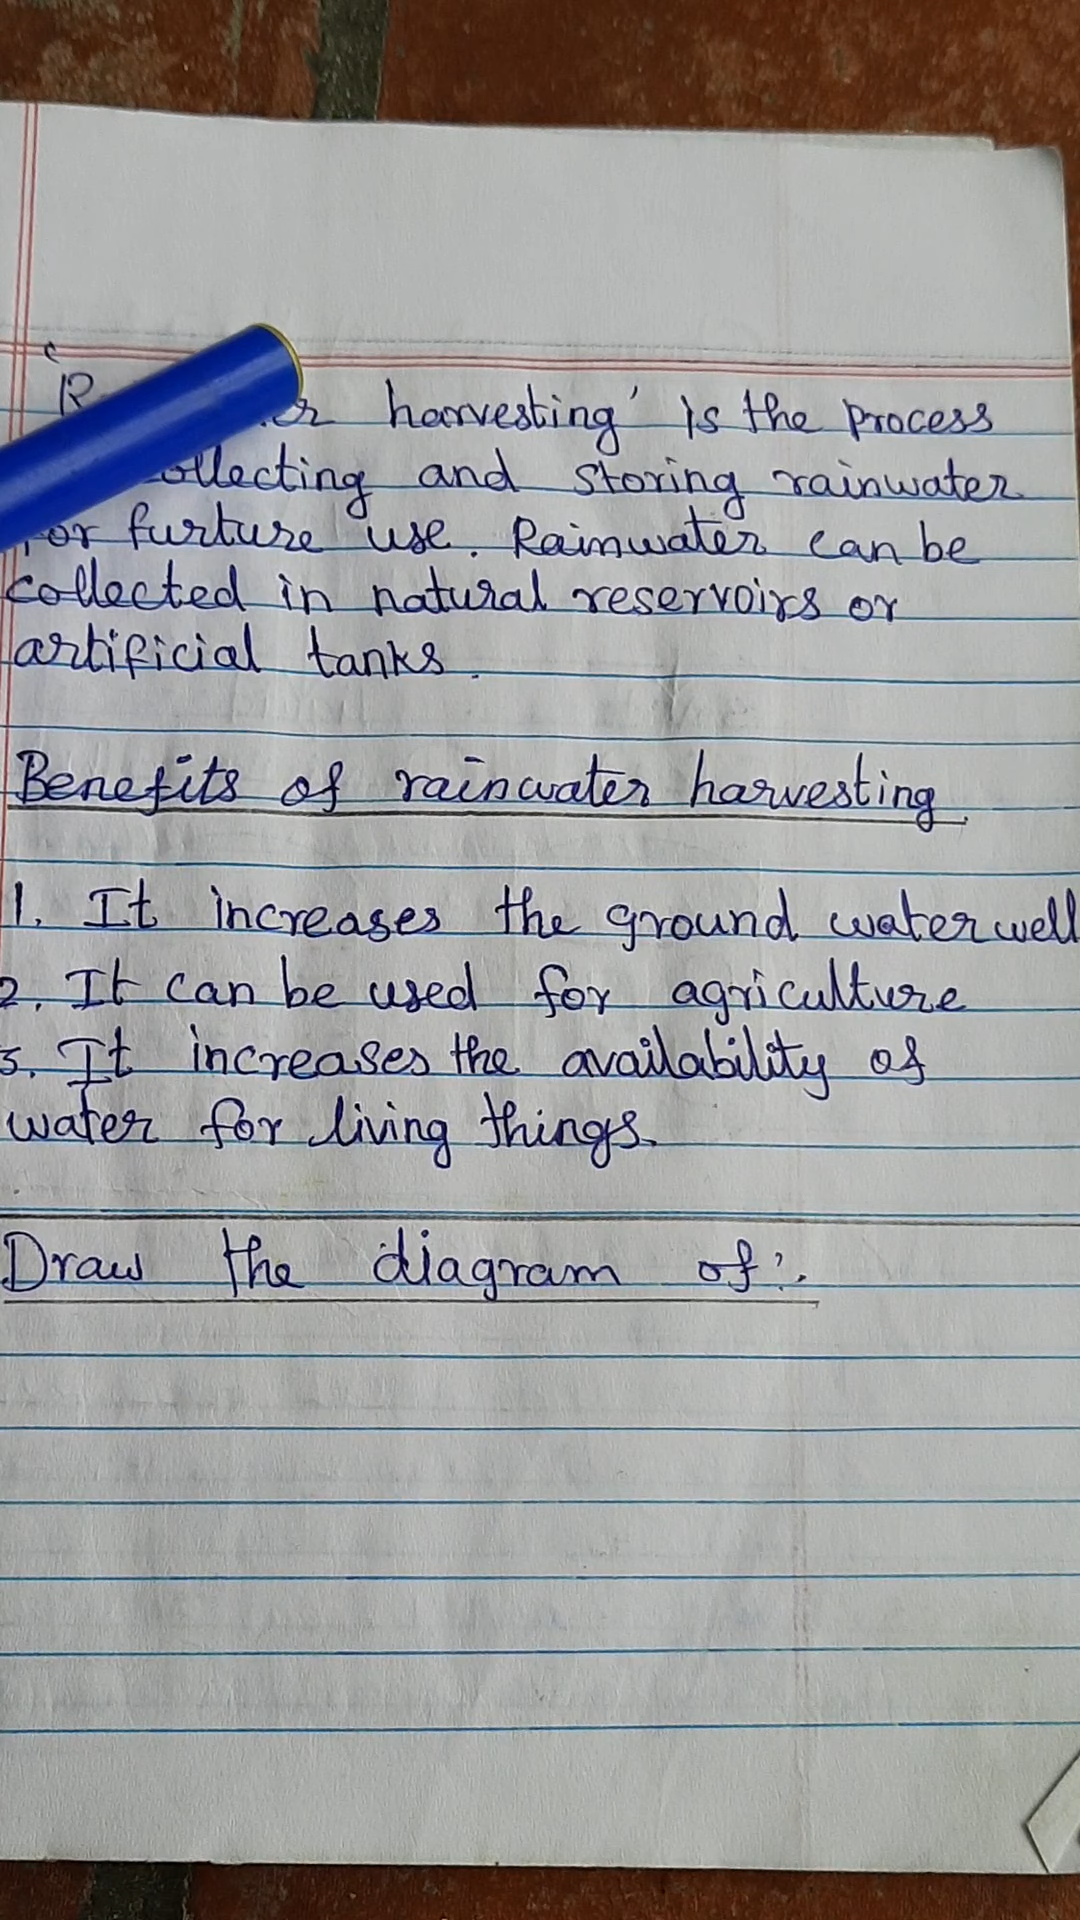 harvesting' is the process
and storing rainwater
furture use. Rainwater can be
collected in natural reservoirs or
artificial tanks.
Benefits of rainwater harvesting
1. It increases the ground water well
2. It can be used for agriculture
3. It increases the availability of
water for living things.
Draw the diagram of:.